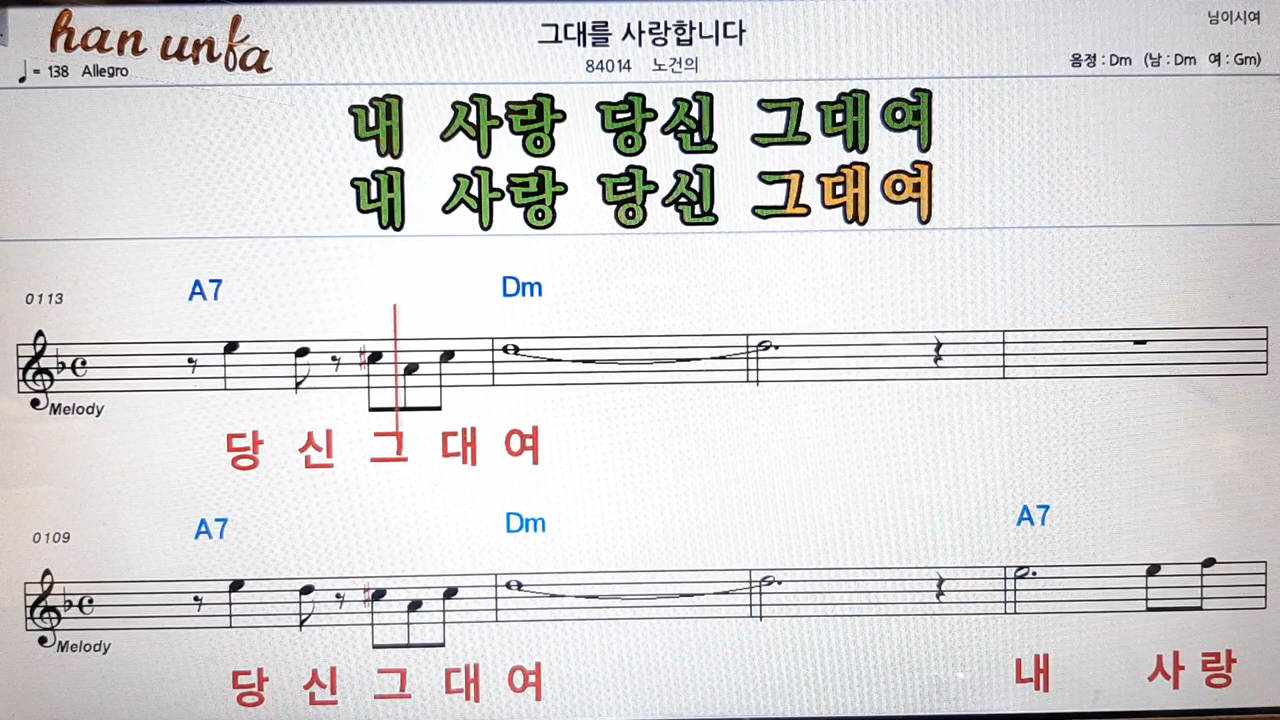 han unfa
그대를 사랑합니다
님이시여
= 138 Allegro
84014 노건의
음정 : Dm (남 : Dm 여 : Gm)
내 사랑 당신 그대여
내 사랑 당신 그대여
0113
A7 Dm
Melody
당 신 그 대 여
0109
A7 Dm A7
Melody
당 신 그 대 여 내 사 랑